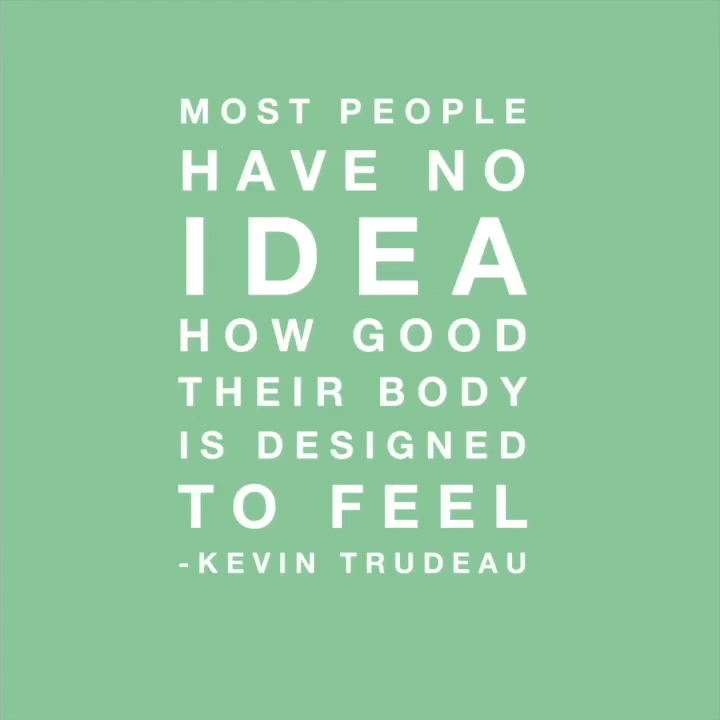 MOST PEOPLE
HAVE NO
IDEA
HOW GOOD
THEIR BODY
IS DESIGNED
TO FEEL
-KEVIN TRUDEAU